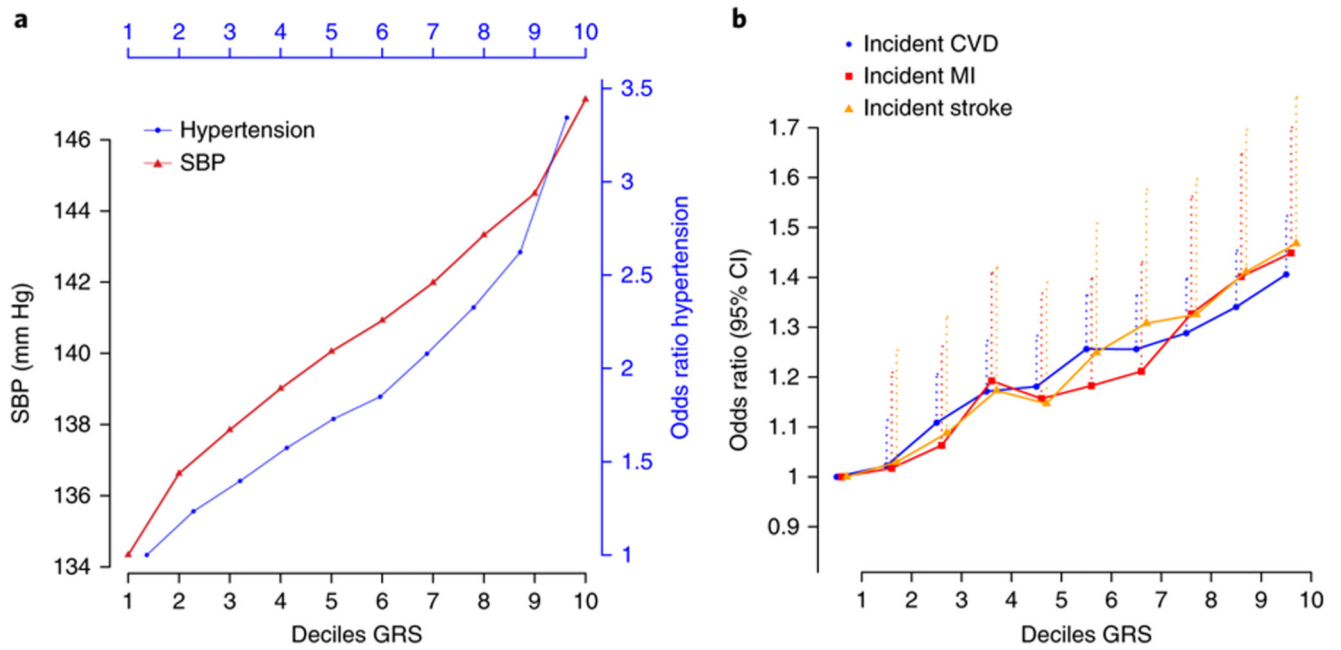 a
1 2 3 4 5 6 7 8 9 10
Hypertension
SBP
146
144
142
140
138
136
134
SBP (mm Hg)
3.5
3
2.5
2
1.5
1
Odds ratio hypertension
1 2 3 4 5 6 7 8 9 10
Deciles GRS
b
Incident CVD
Incident MI
Incident stroke
1.7
1.6
1.5
1.4
1.3
1.2
1.1
1
0.9
Odds ratio (95% CI)
1 2 3 4 5 6 7 8 9 10
Deciles GRS